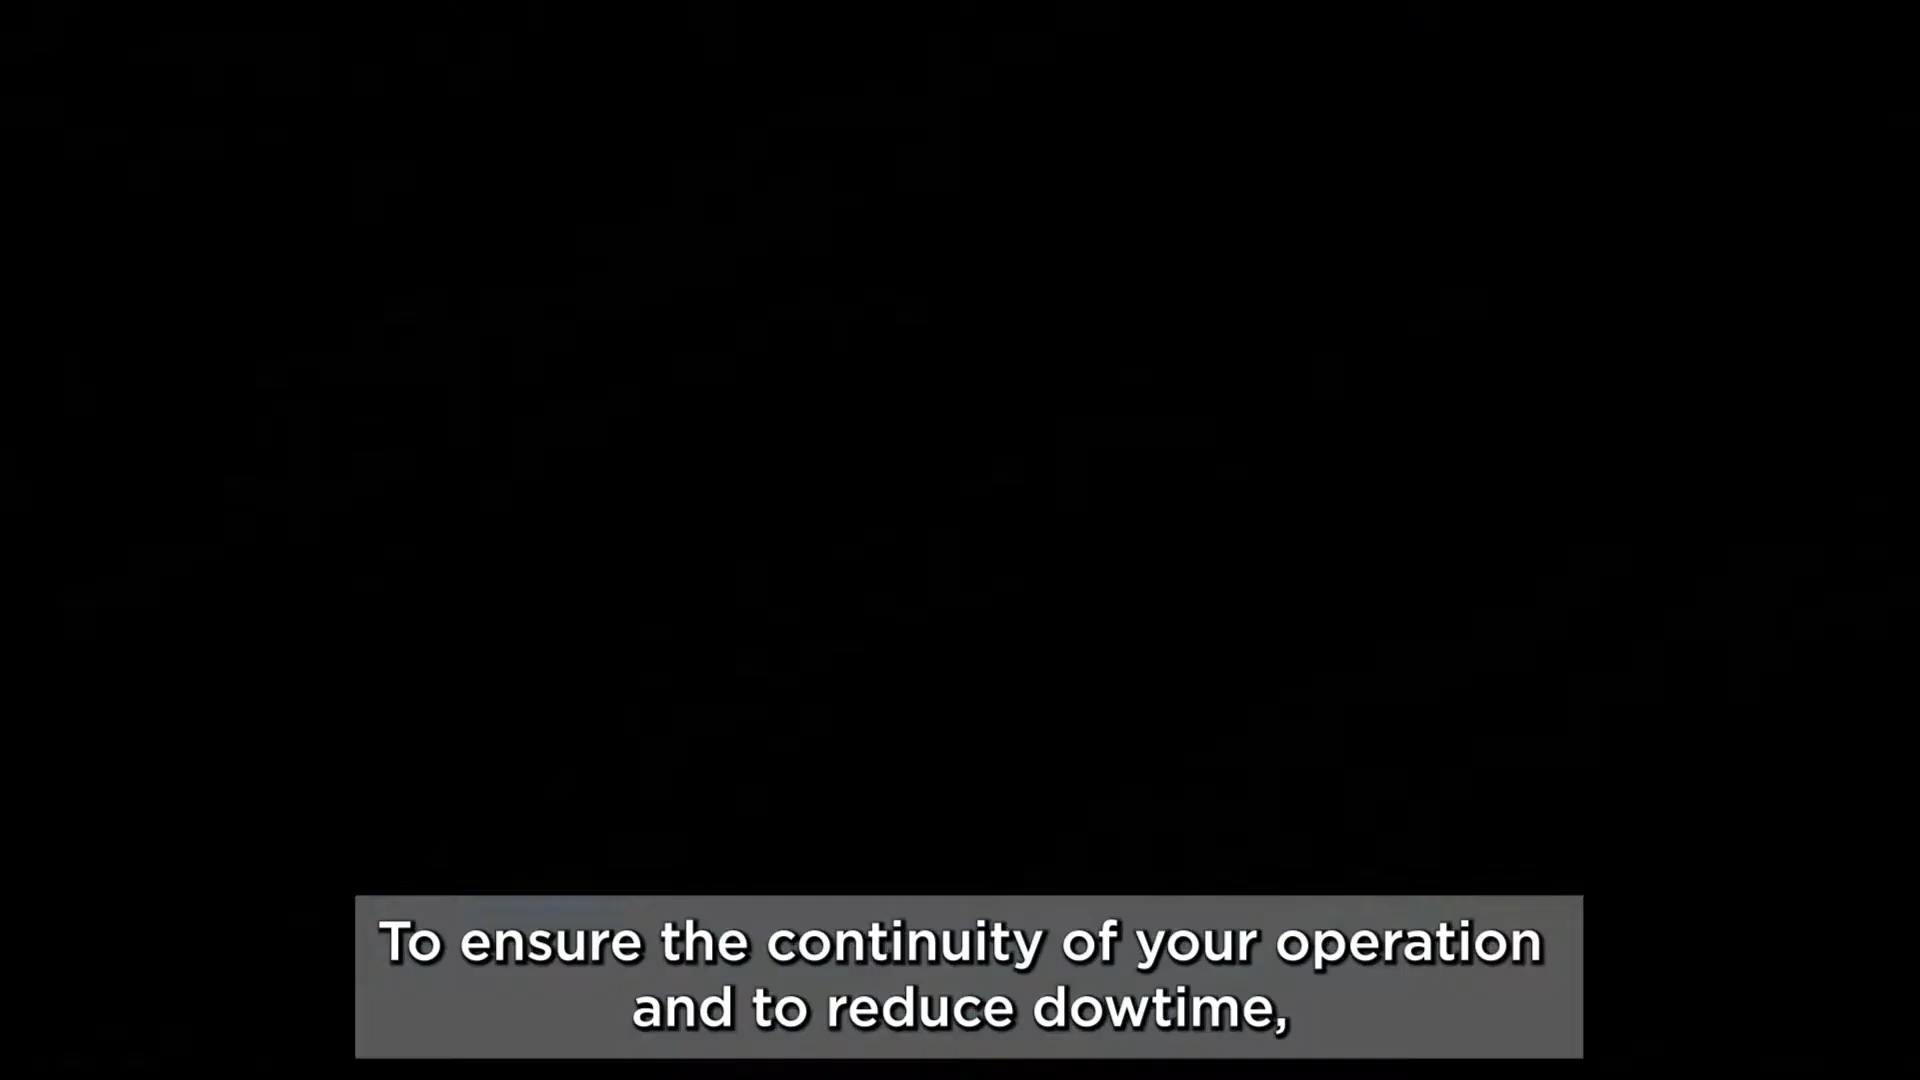 To ensure the continuity of your operation
and to reduce dowtime,